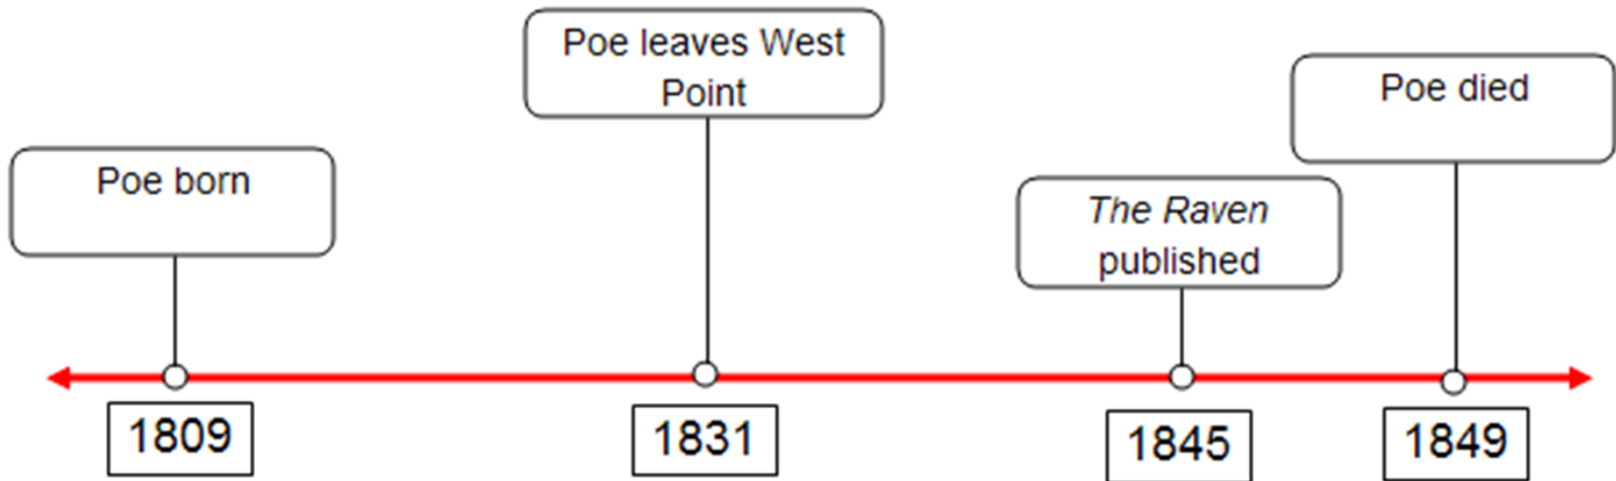 Poe born
Poe leaves West
Point
The Raven
published
Poe died
1809
1831
1845
1849